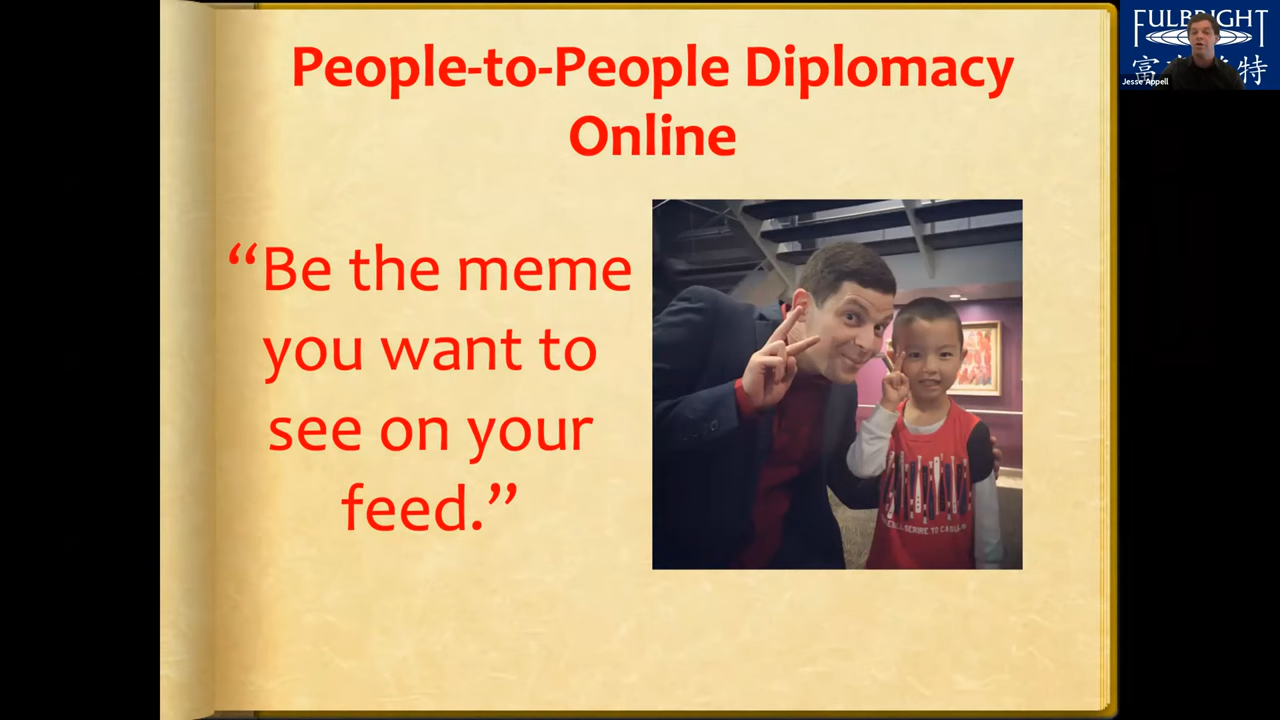 People-to-People Diplomacy
Online
“Be the meme
you want to
see on your
feed.”
FULBRIGHT
富 特
Jesse Appell